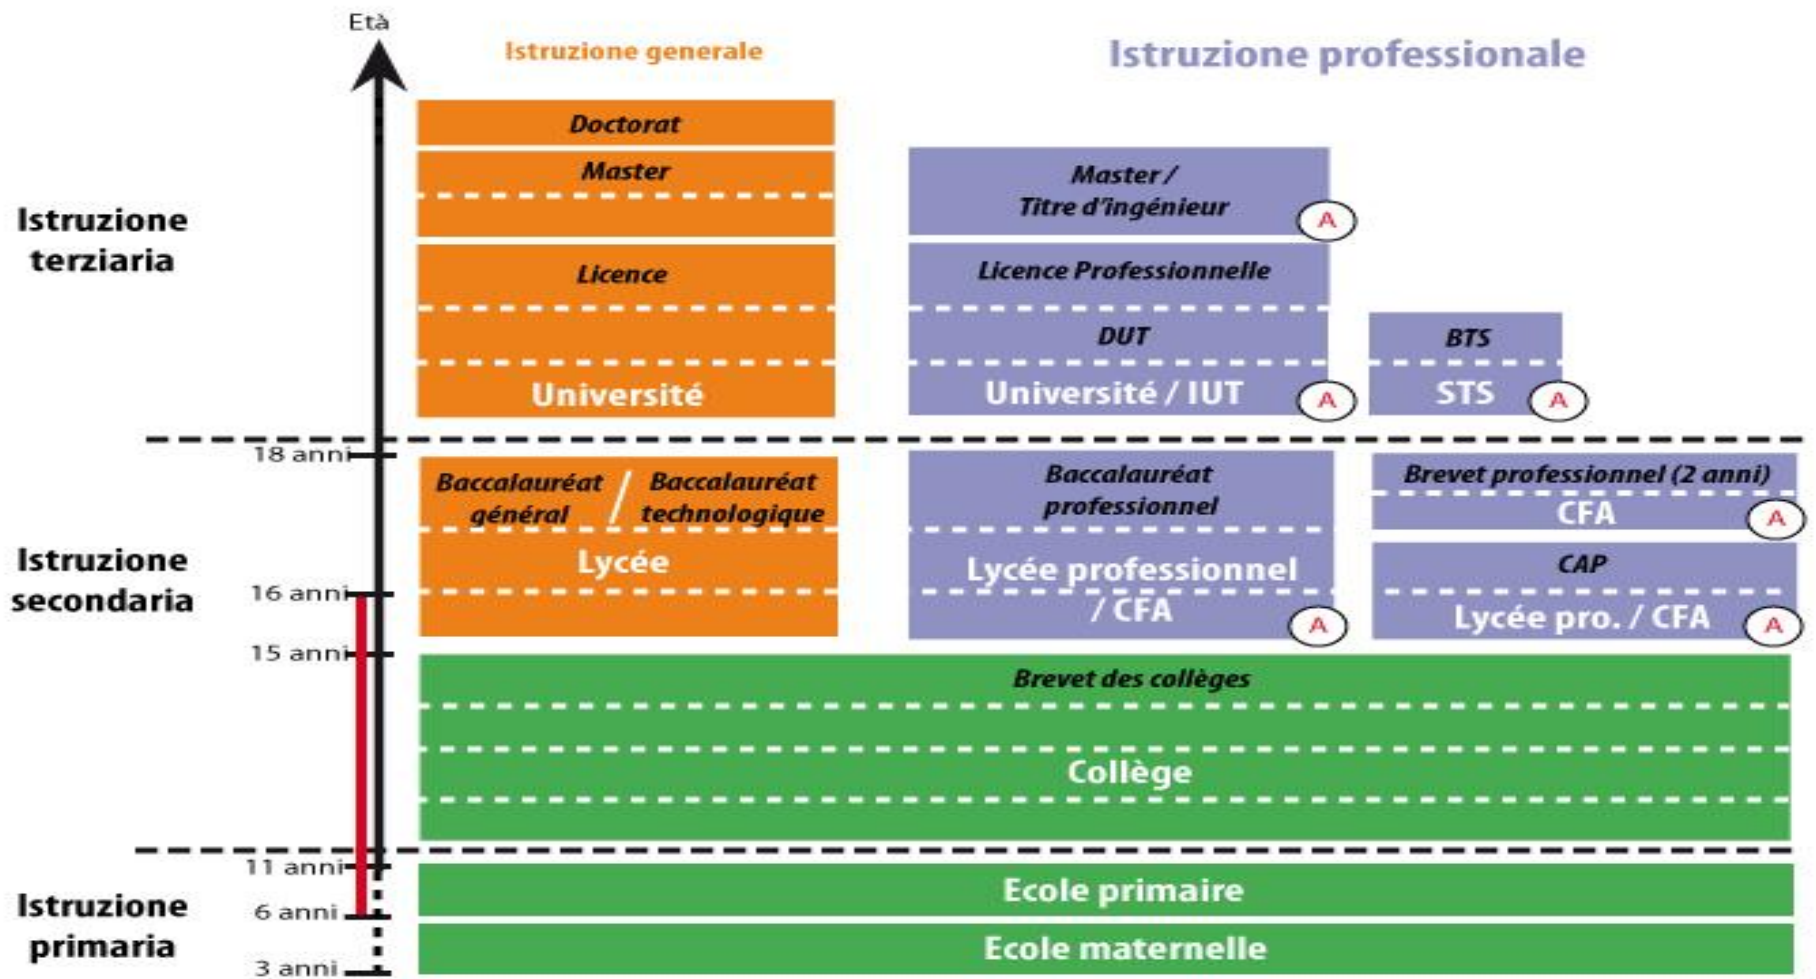 Età
Istruzione generale
Istruzione professionale
Doctorat
Master
Master /
Titre d'ingénieur
A
Istruzione
terziaria
Licence
Licence Professionnelle
DUT
BTS
Université
Université / IUT
A
STS
A
18 anni
Baccalauréat
général
/
Baccalauréat
technologique
Baccalauréat
professionnel
Brevet professionnel (2 anni)
CFA
A
Istruzione
secondaria
Lycée
Lycée professionnel
/ CFA
A
CAP
Lycée pro. / CFA
A
16 anni
15 anni
Brevet des collèges
Collège
11 anni
Ecole primaire
Istruzione
primaria
6 anni
Ecole maternelle
3 anni